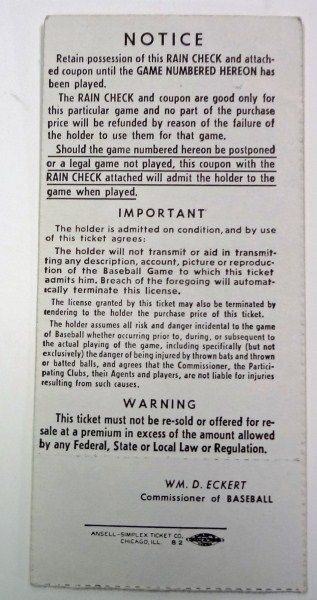 NOTICE
Retain possession of this RAIN CHECK and attach-
ed coupon until the GAME NUMBERED HEREON has
been played.
The RAIN CHECK and coupon are good only for
this particular game and no part of the purchase
price will be refunded by reason of the failure of
the holder to use them for that game.
Should the game numbered hereon be postponed
or a legal game not played, this coupon with the
RAIN CHECK attached will admit the holder to the
game when played.
IMPORTANT
The holder is admitted on condition, and by use
of this ticket agrees:
The holder will not transmit or aid in transmit-
ting any description, account, picture or reproduc-
tion of the Baseball Game to which this ticket
admits him. Breach of the foregoing will automat-
ically terminate this license.
The license granted by this ticket may also be terminated by
tendering to the holder the purchase price of this ticket.
The holder assumes all risk and danger incidental to the game
of Baseball whether occurring prior to, during, or subsequent to
the actual playing of the game, including specifically (but not
exclusively) the danger of being injured by thrown bats and thrown
or batted balls, and agrees that the Commissioner, the Partici-
pating Clubs, their Agents and players, are not liable for injuries
resulting from such causes.
WARNING
This ticket must not be re-sold or offered for re-
sale at a premium in excess of the amount allowed
by any Federal, State or Local Law or Regulation.
WM. D. ECKERT
Commissioner of BASEBALL
ANSELL-SIMPLEX TICKET CO.
CHICAGO, ILL. 82